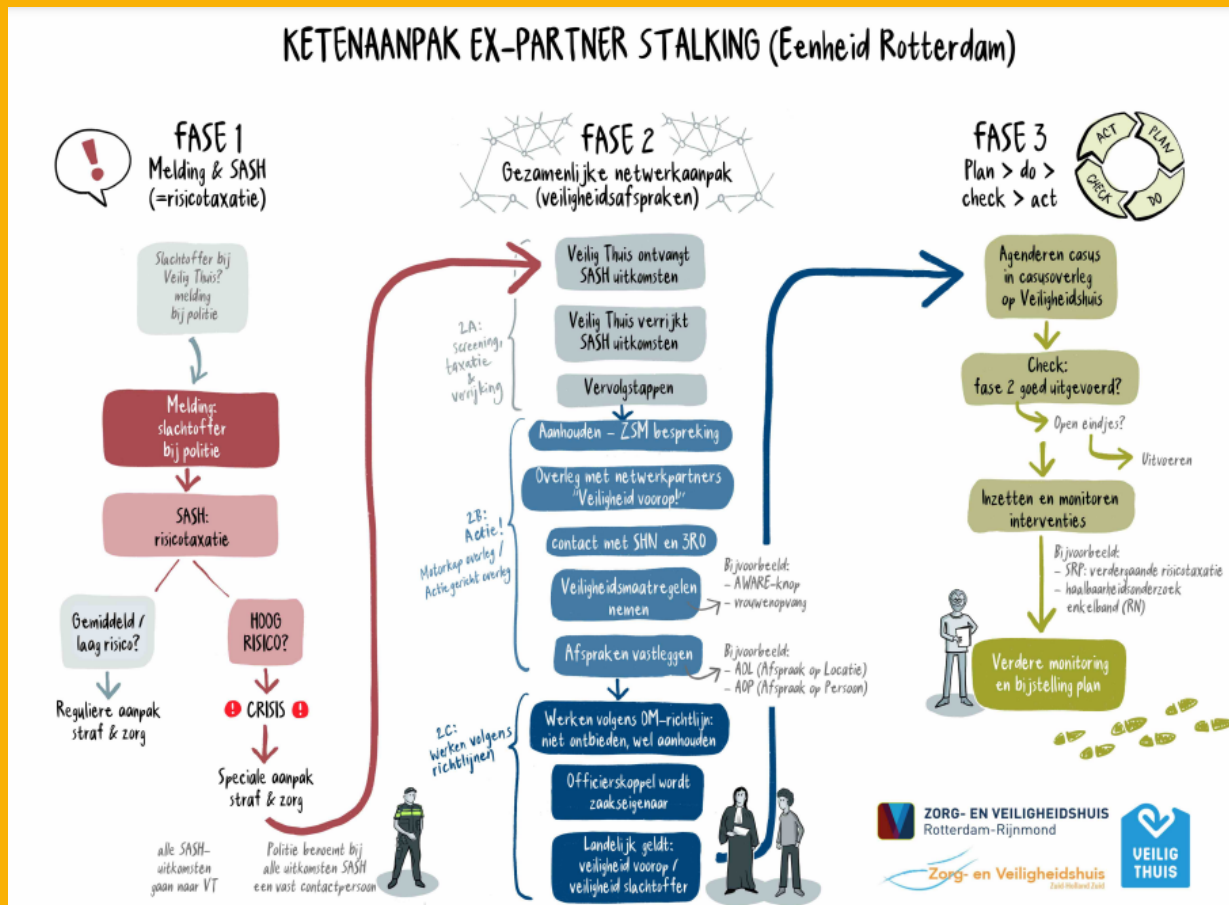 KETENAANPAK EX-PARTNER STALKING (Eenheid Rotterdam)
!
FASE 1
Melding & SASH
(=risicotaxatie)
Slachtoffer bij
Veilig Thuis?
melding
bij politie
Melding:
slachtoffer
bij politie
SASH:
risicotaxatie
Gemiddeld /
laag risico?
Reguliere aanpak
straf & zorg
HOOG
RISICO?
! CRISIS !
Speciale aanpak
straf & zorg
alle SASH-
uitkomsten
gaan naar VT
Politie benoemt bij
alle uitkomsten SASH
een vast contactpersoon
FASE 2
Gezamenlijke netwerkaanpak
(veiligheidsafspraken)
2A:
screening,
taxatie
&
verrijking
Veilig Thuis ontvangt
SASH uitkomsten
Veilig Thuis verrijkt
SASH uitkomsten
Vervolgstappen
2B:
Actie!
Motorkap overleg /
Actiegericht overleg
Aanhouden – ZSM bespreking
Overleg met netwerkpartners
"Veiligheid voorop!"
contact met SHN en 3RO
Veiligheidsmaatregelen
nemen
Bijvoorbeeld:
- AWARE-knop
- vrouwenopvang
Afspraken vastleggen
Bijvoorbeeld:
- AOL (Afspraak op Locatie)
- AOP (Afspraak op Persoon)
2C:
Werken volgens
richtlijnen)
Werken volgens OM-richtlijn:
niet ontbieden, wel aanhouden
Officierskoppel wordt
zaakseigenaar
Landelijk geldt:
veiligheid voorop /
veiligheid slachtoffer
FASE 3
Plan > do >
check > act
ACT
PLAN
DO
CHECK
Agenderen casus
in casusoverleg
op Veiligheidshuis
Check:
fase 2 goed uitgevoerd?
Open eindjes?
Uitvoeren
Inzetten en monitoren
interventies
Bijvoorbeeld:
- SRP: verdergaande risicotaxatie
- haalbaarheidsonderzoek
enkelband (RN)
Verdere monitoring
en bijstelling plan
ZORG- EN VEILIGHEIDSHUIS
Rotterdam-Rijnmond
Zorg- en Veiligheidshuis
Zuid-Holland Zuid
VEILIG
THUIS